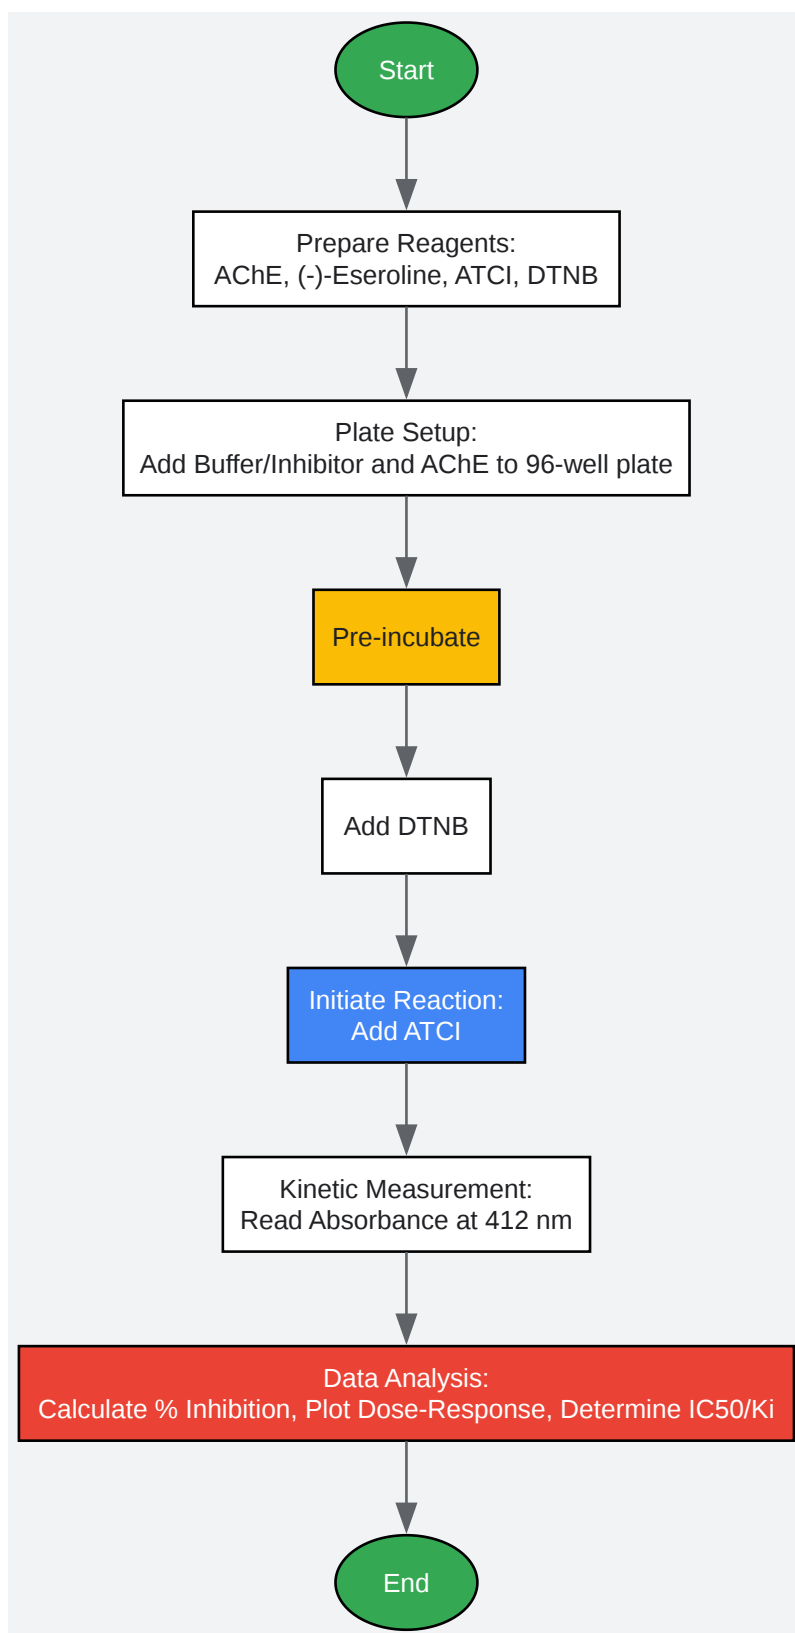 Start
Prepare Reagents:
AChE, (-)-Eseroline, ATCI, DTNB
Plate Setup:
Add Buffer/Inhibitor and AChE to 96-well plate
Pre-incubate
Add DTNB
Initiate Reaction:
Add ATCI
Kinetic Measurement:
Read Absorbance at 412 nm
Data Analysis:
Calculate % Inhibition, Plot Dose-Response, Determine IC50/Ki
End